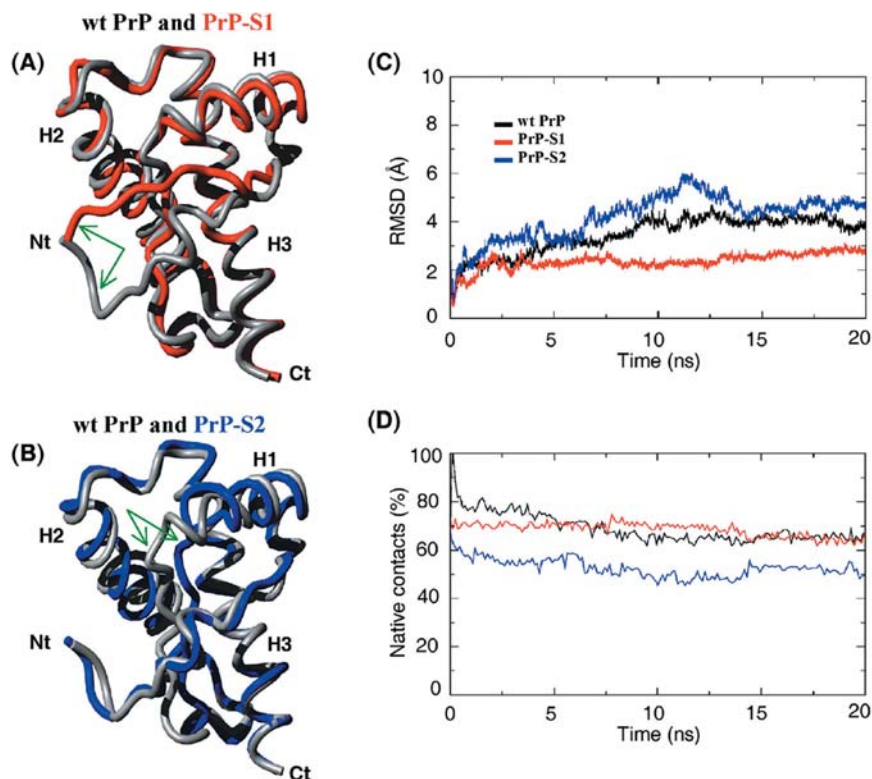 wt PrP and PrP-S1
(A)
H1
H2
Nt
H3
Ct
wt PrP and PrP-S2
(B)
H1
H2
Nt
H3
Ct
(C)
10
8
6
4
2
0
RMSD (Å)
wt PrP
PrP-S1
PrP-S2
0 5 10 15 20
Time (ns)
(D)
100
80
60
40
20
0
Native contacts (%)
0 5 10 15 20
Time (ns)